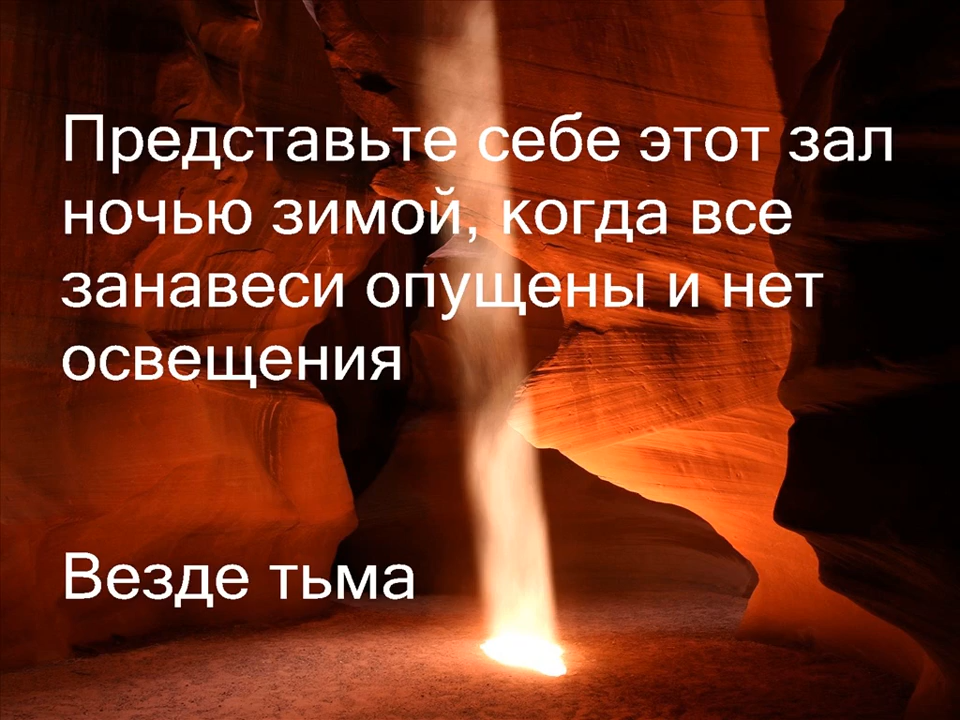 Представьте себе этот зал
ночью зимой, когда все
занавеси опущены и нет
освещения
Везде тьма